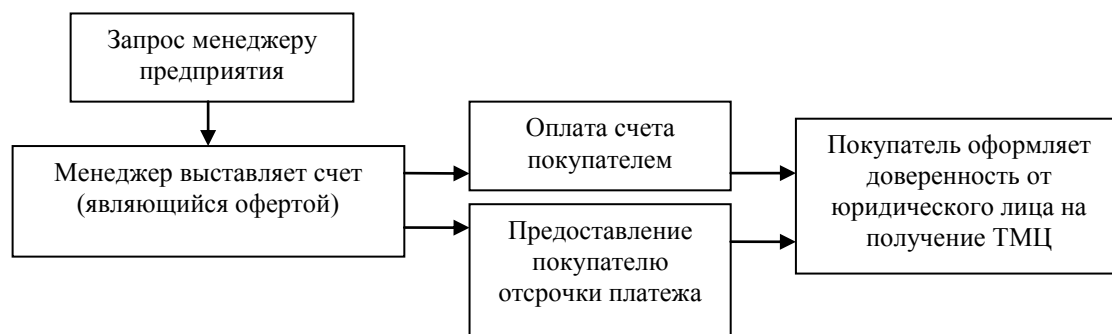 Запрос менеджеру
предприятия
Менеджер выставляет счет
(являющийся офертой)
Оплата счета
покупателем
Предоставление
покупателю
отсрочки платежа
Покупатель оформляет
доверенность от
юридического лица на
получение ТМЦ